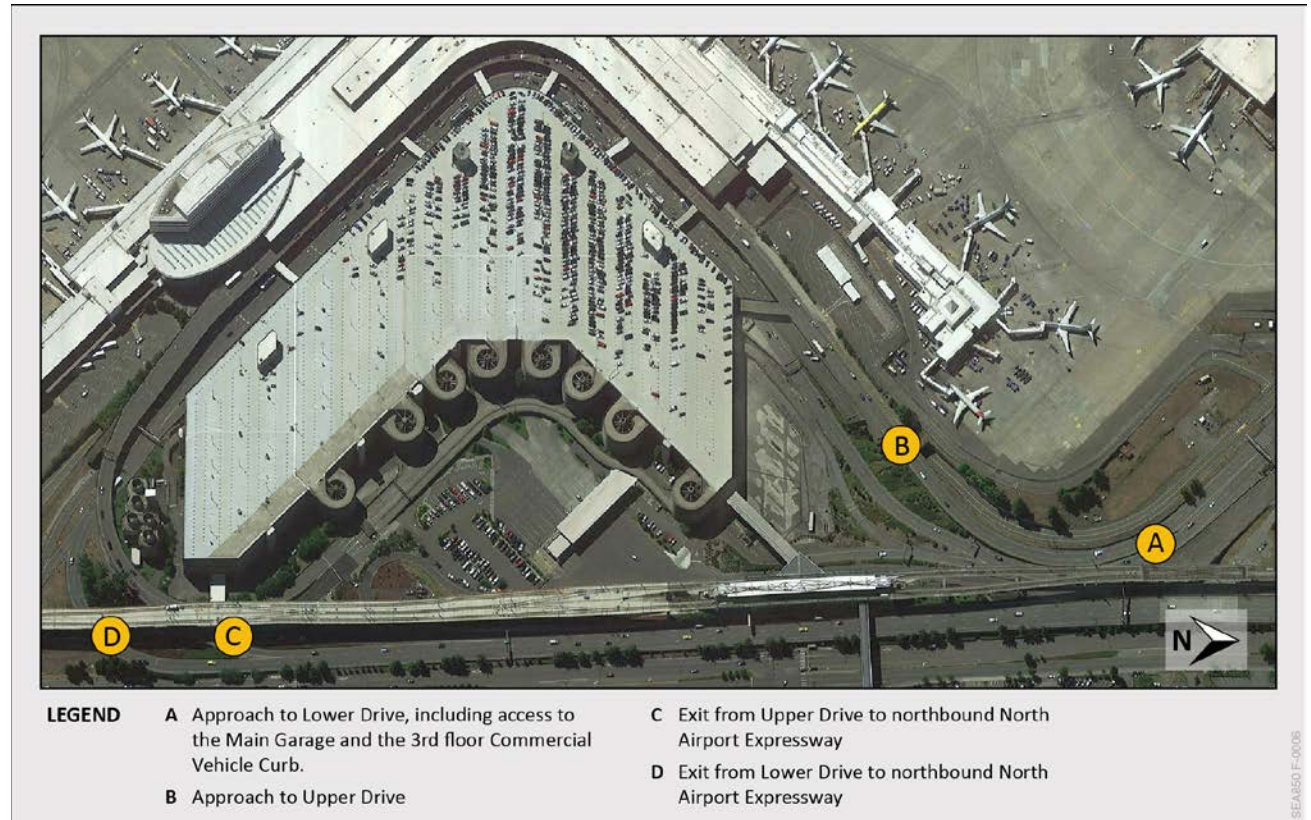 B
A
D
C
N
LEGEND
A Approach to Lower Drive, including access to
the Main Garage and the 3rd floor Commercial
Vehicle Curb.
B Approach to Upper Drive
C Exit from Upper Drive to northbound North
Airport Expressway
D Exit from Lower Drive to northbound North
Airport Expressway
SEA850 F-0006